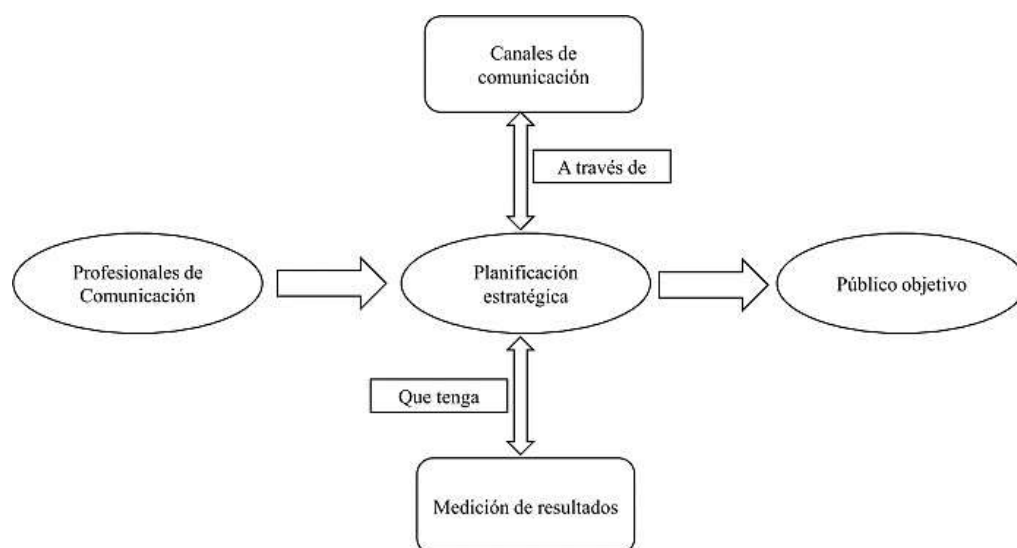 Canales de
comunicación
A través de
Profesionales de
Comunicación
Planificación
estratégica
Público objetivo
Que tenga
Medición de resultados